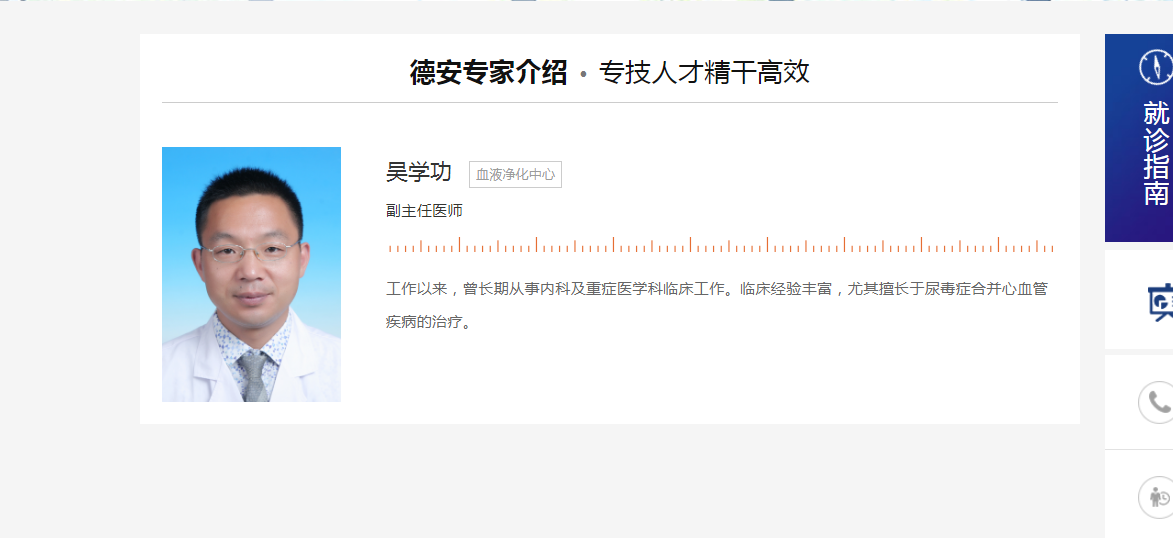 德安专家介绍 • 专技人才精干高效
吴学功 血液净化中心
副主任医师
工作以来，曾长期从事内科及重症医学科临床工作。临床经验丰富，尤其擅长于尿毒症合并心血管
疾病的治疗。
就诊指南